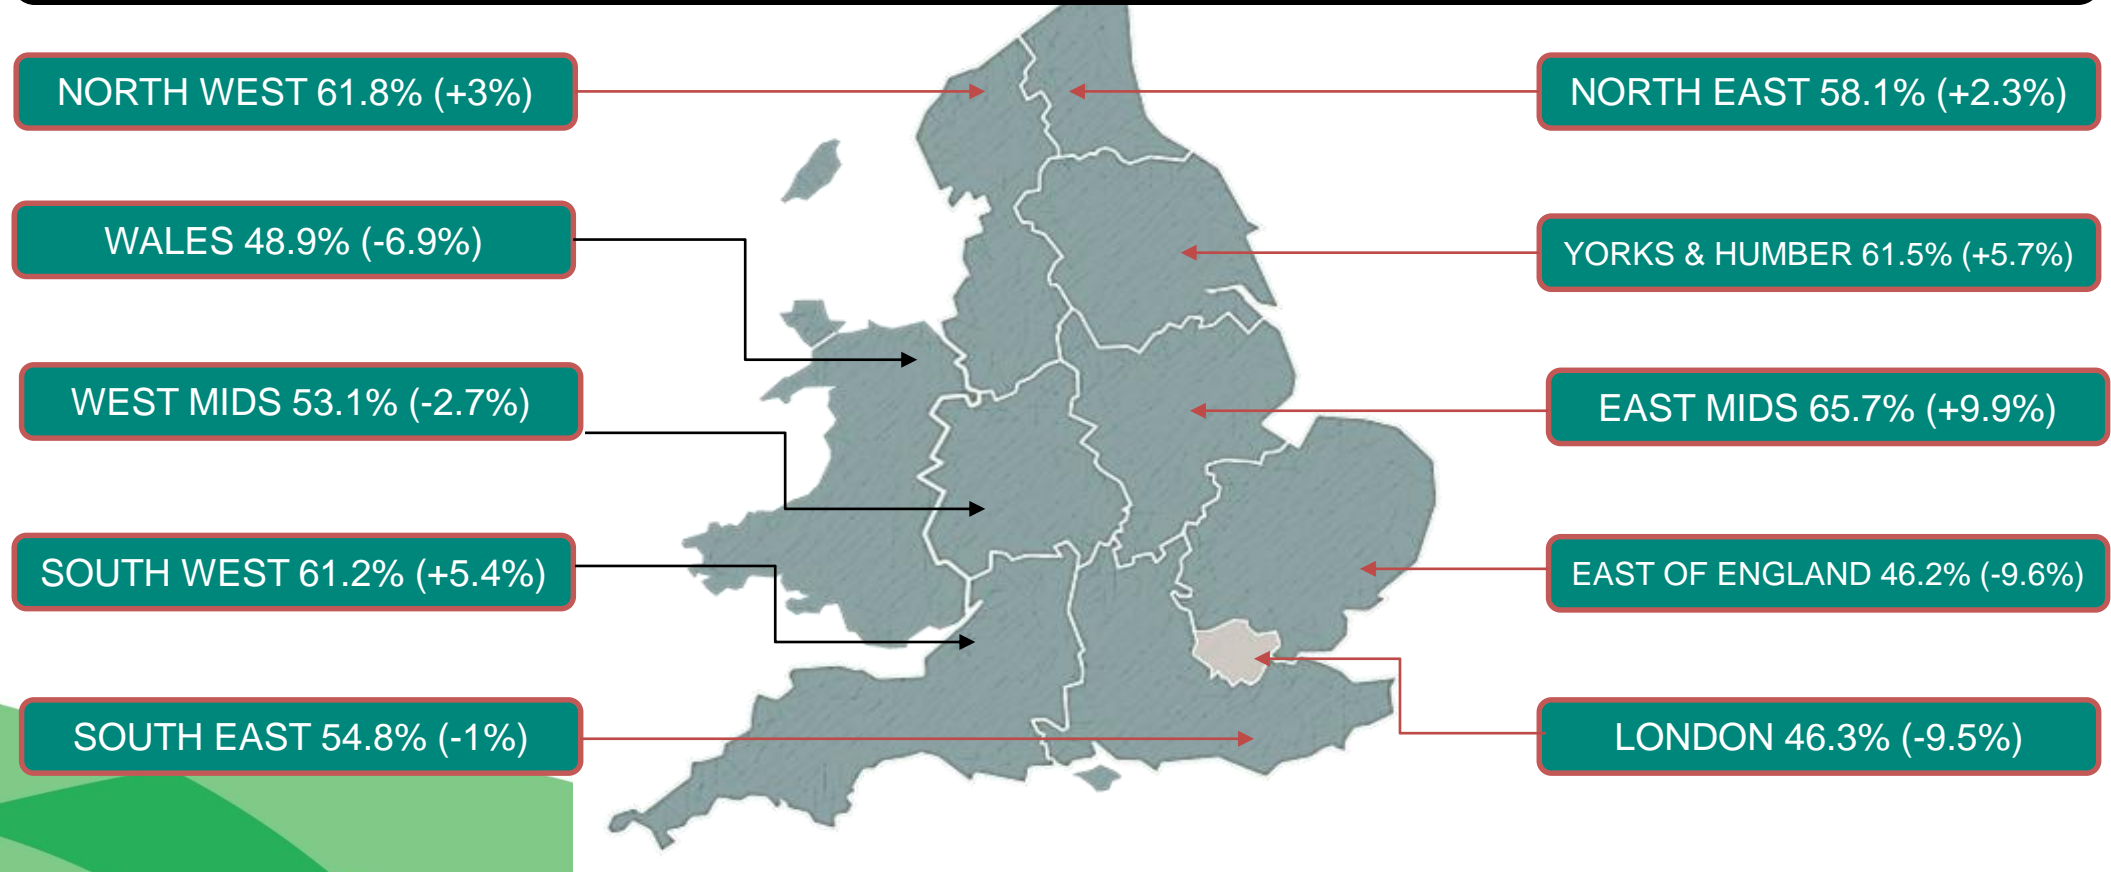 NORTH WEST 61.8% (+3%)
WALES 48.9% (-6.9%)
WEST MIDS 53.1% (-2.7%)
SOUTH WEST 61.2% (+5.4%)
SOUTH EAST 54.8% (-1%)
NORTH EAST 58.1% (+2.3%)
YORKS & HUMBER 61.5% (+5.7%)
EAST MIDS 65.7% (+9.9%)
EAST OF ENGLAND 46.2% (-9.6%)
LONDON 46.3% (-9.5%)